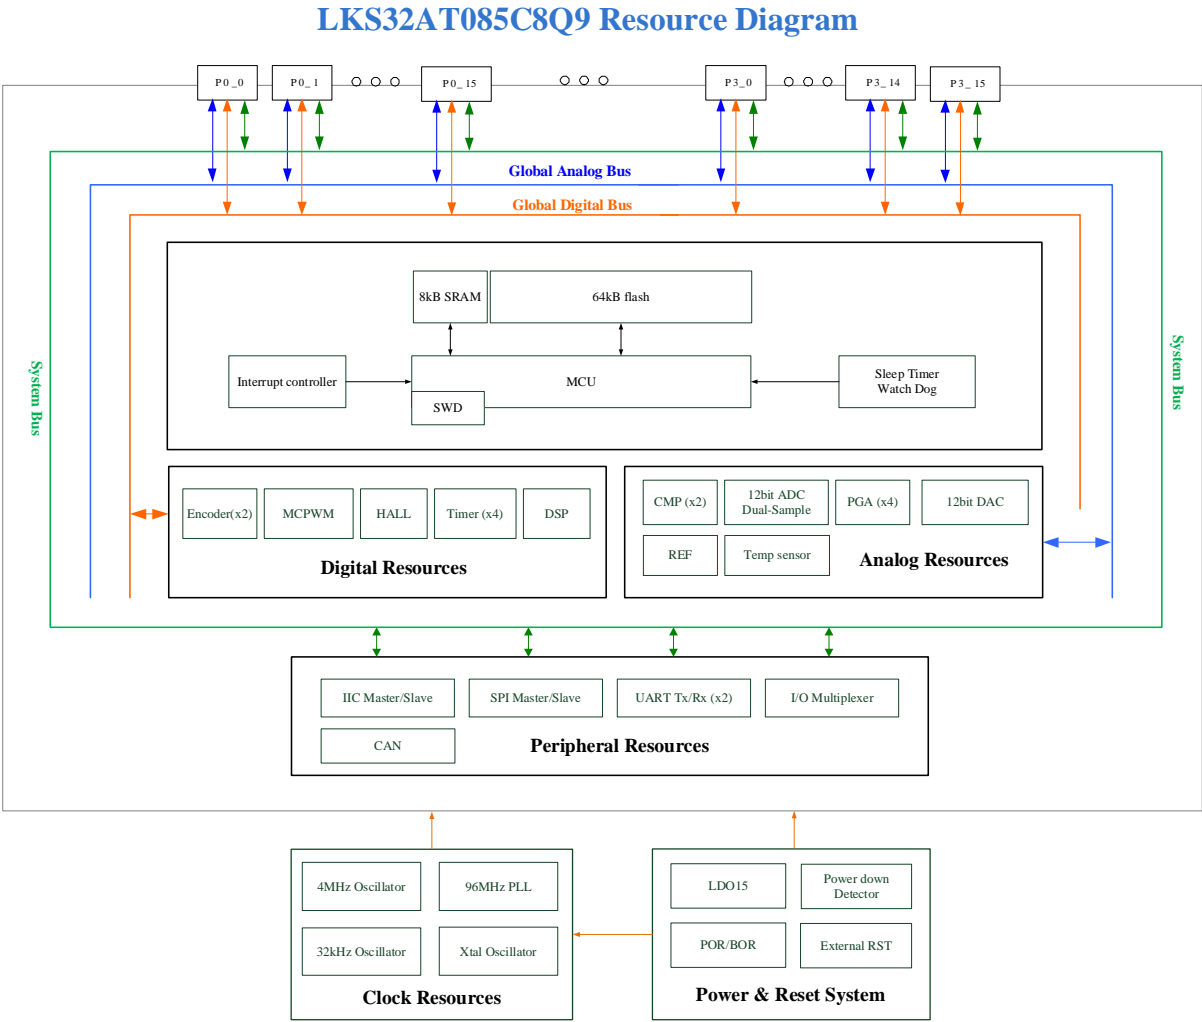 LKS32AT085C8Q9 Resource Diagram
P0_0
P0_1
P0_15
P3_0
P3_14
P3_15
Global Analog Bus
Global Digital Bus
8kB SRAM
64kB flash
Interrupt controller
MCU
Sleep Timer
Watch Dog
SWD
System Bus
System Bus
Encoder(x2)
MCPWM
HALL
Timer (x4)
DSP
Digital Resources
CMP (x2)
12bit ADC
Dual-Sample
PGA (x4)
12bit DAC
REF
Temp sensor
Analog Resources
IIC Master/Slave
SPI Master/Slave
UART Tx/Rx (x2)
I/O Multiplexer
CAN
Peripheral Resources
4MHz Oscillator
96MHz PLL
32kHz Oscillator
Xtal Oscillator
Clock Resources
LDO15
Power down
Detector
POR/BOR
External RST
Power & Reset System